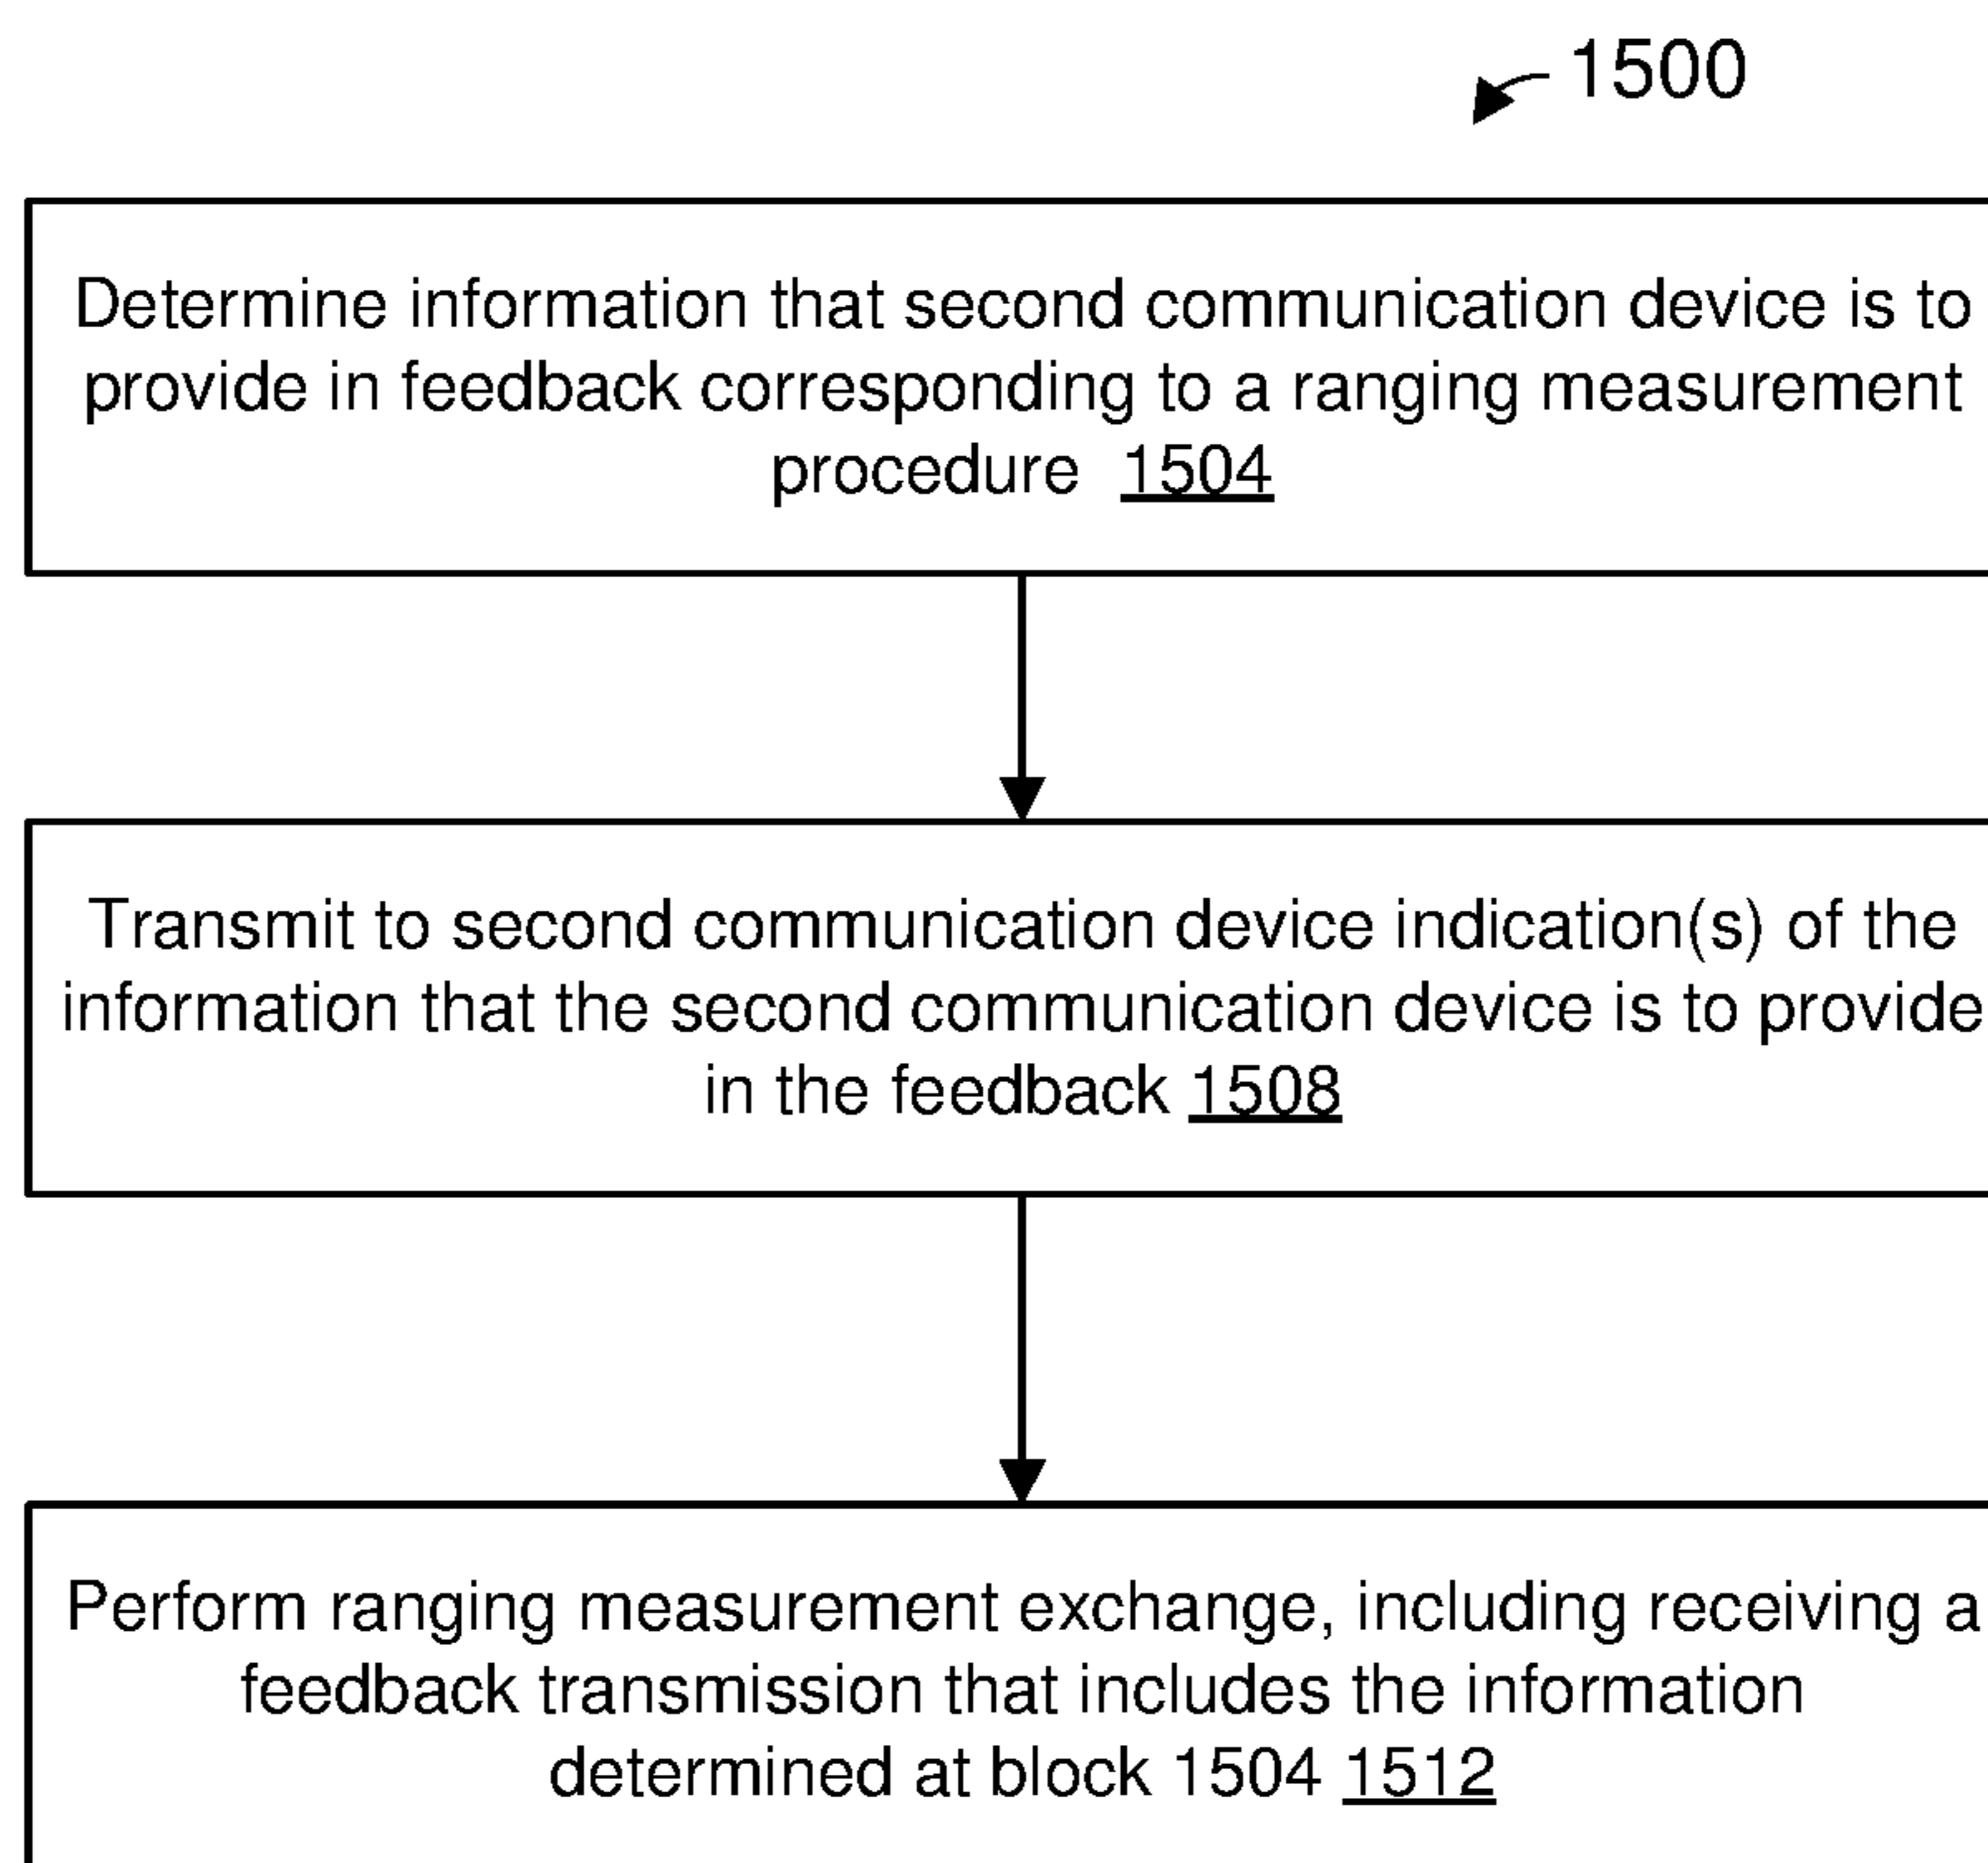 1500
Determine information that second communication device is to
provide in feedback corresponding to a ranging measurement
procedure 1504
Transmit to second communication device indication(s) of the
information that the second communication device is to provide
in the feedback 1508
Perform ranging measurement exchange, including receiving a
feedback transmission that includes the information
determined at block 1504 1512